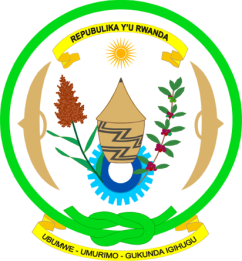 REPUBULIKA Y'U RWANDA
UBUMWE - UMURIMO - GUKUNDA IGIHUGU